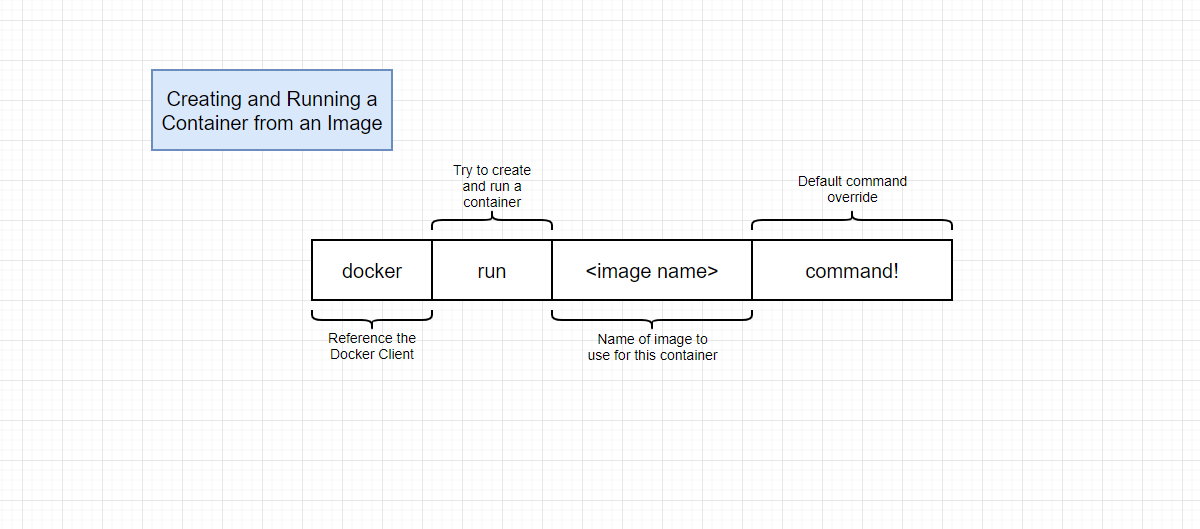 Creating and Running a
Container from an Image
Try to create
and run a
container
Default command
override
docker
run
<image name>
command!
Reference the
Docker Client
Name of image to
use for this container